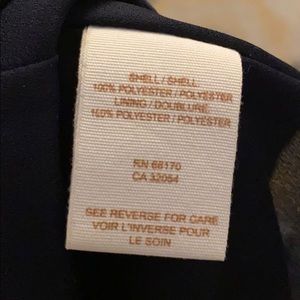 SHELL / SHELL:
100% POLYESTER / POLYESTER
LINING / DOUBLURE:
100% POLYESTER / POLYESTER
RN 66170
CA 32054
SEE REVERSE FOR CARE
VOIR L'INVERSE POUR
LE SOIN